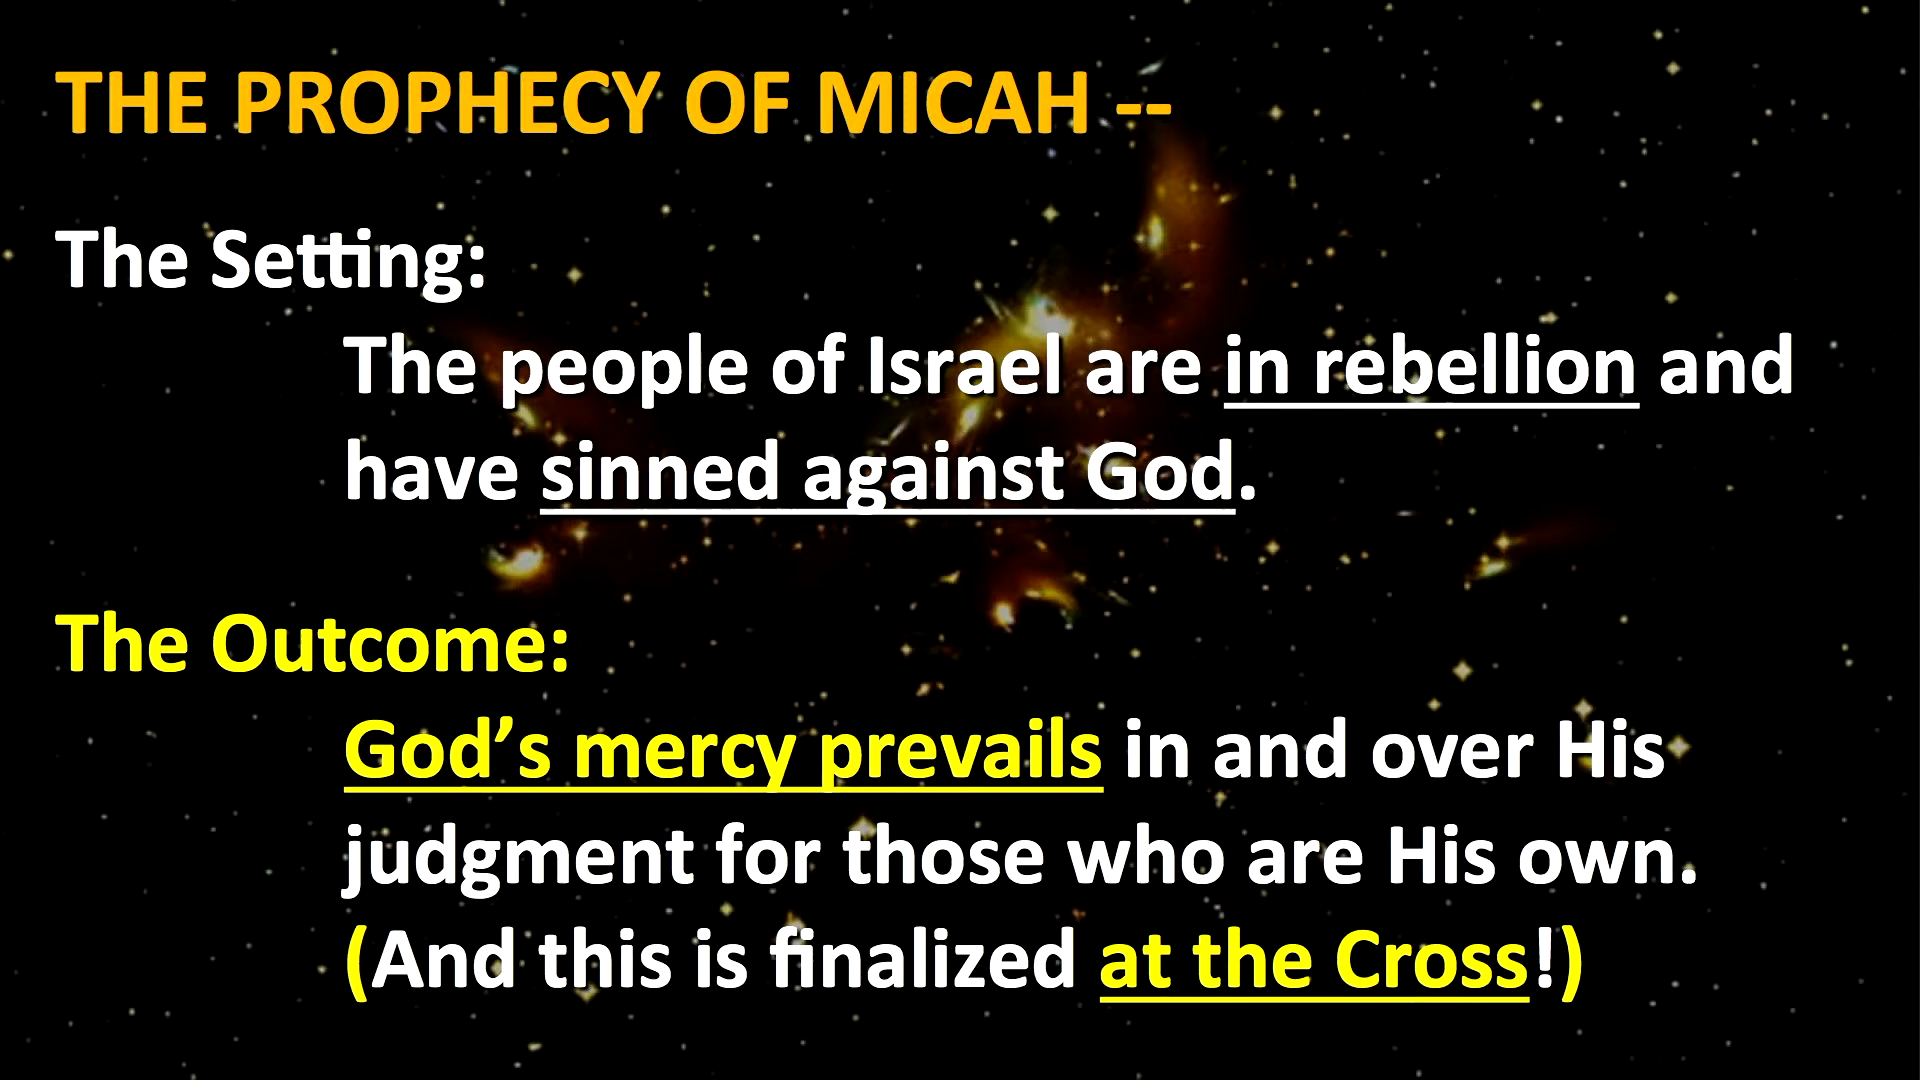 THE PROPHECY OF MICAH --
The Setting:
The people of Israel are in rebellion and
have sinned against God.
The Outcome:
God’s mercy prevails in and over His
judgment for those who are His own.
(And this is finalized at the Cross!)